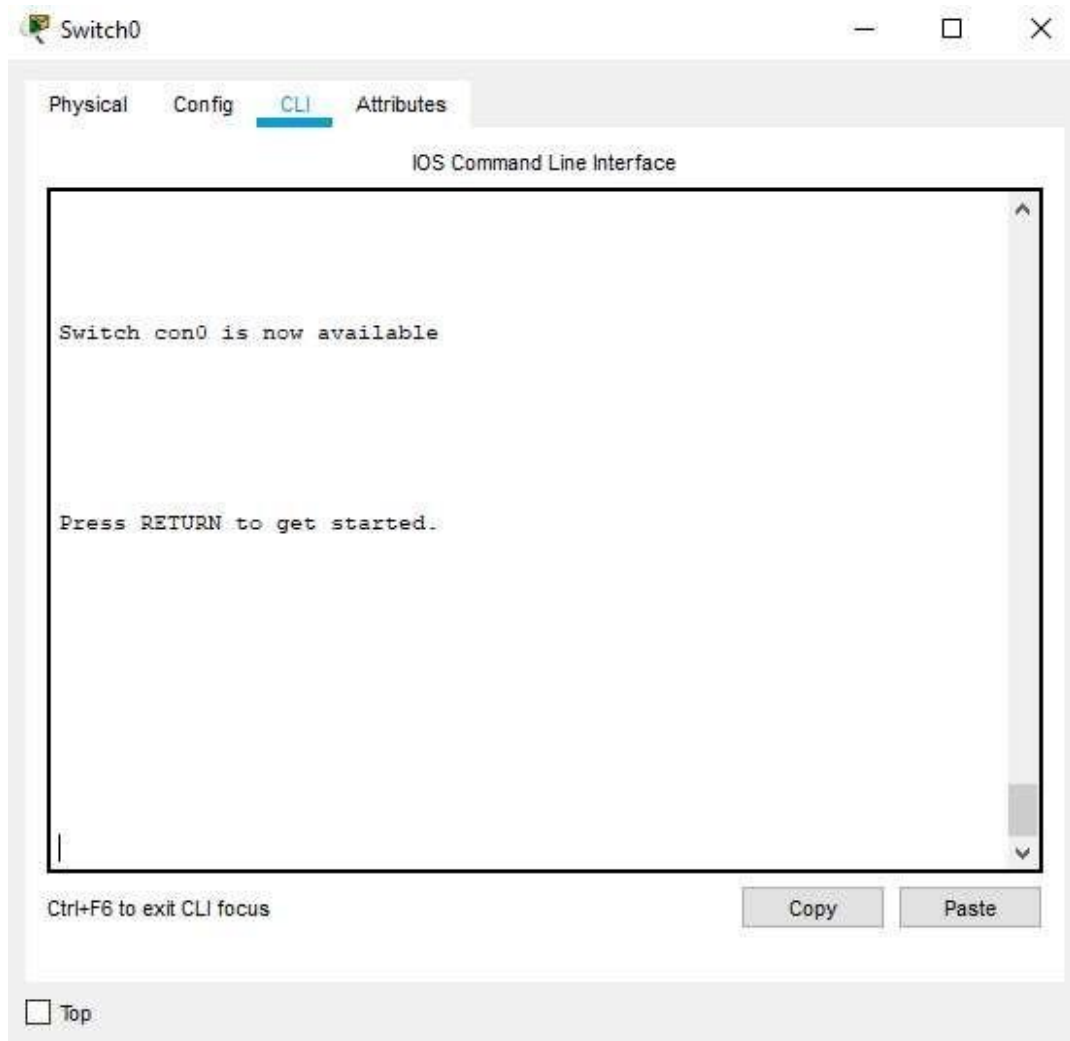 Switch0
Physical Config CLI Attributes
IOS Command Line Interface
Switch con0 is now available
Press RETURN to get started.
Ctrl+F6 to exit CLI focus
Copy Paste
Top